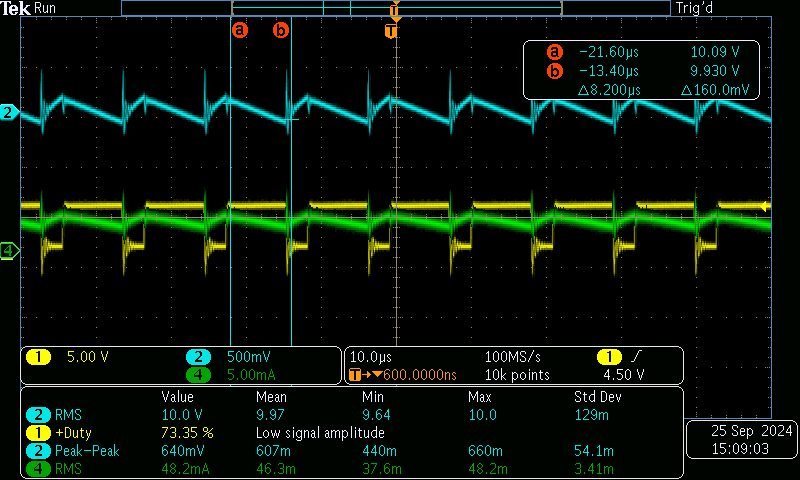 Tek Run Trig'd
T
a b
T
a −21.60µs 10.09 V
b −13.40µs 9.930 V
△8.200µs △160.0mV
2
4
1 5.00 V 2 500mV
4 5.00mA
10.0µs 100MS/s 1
T→▼600.0000ns 10k points 4.50 V
Value Mean Min Max Std Dev
2 RMS 10.0 V 9.97 9.64 10.0 129m
1 +Duty 73.35 % Low signal amplitude
2 Peak−Peak 640mV 607m 440m 660m 54.1m
4 RMS 48.2mA 46.3m 37.6m 48.2m 3.41m
25 Sep 2024
15:09:03